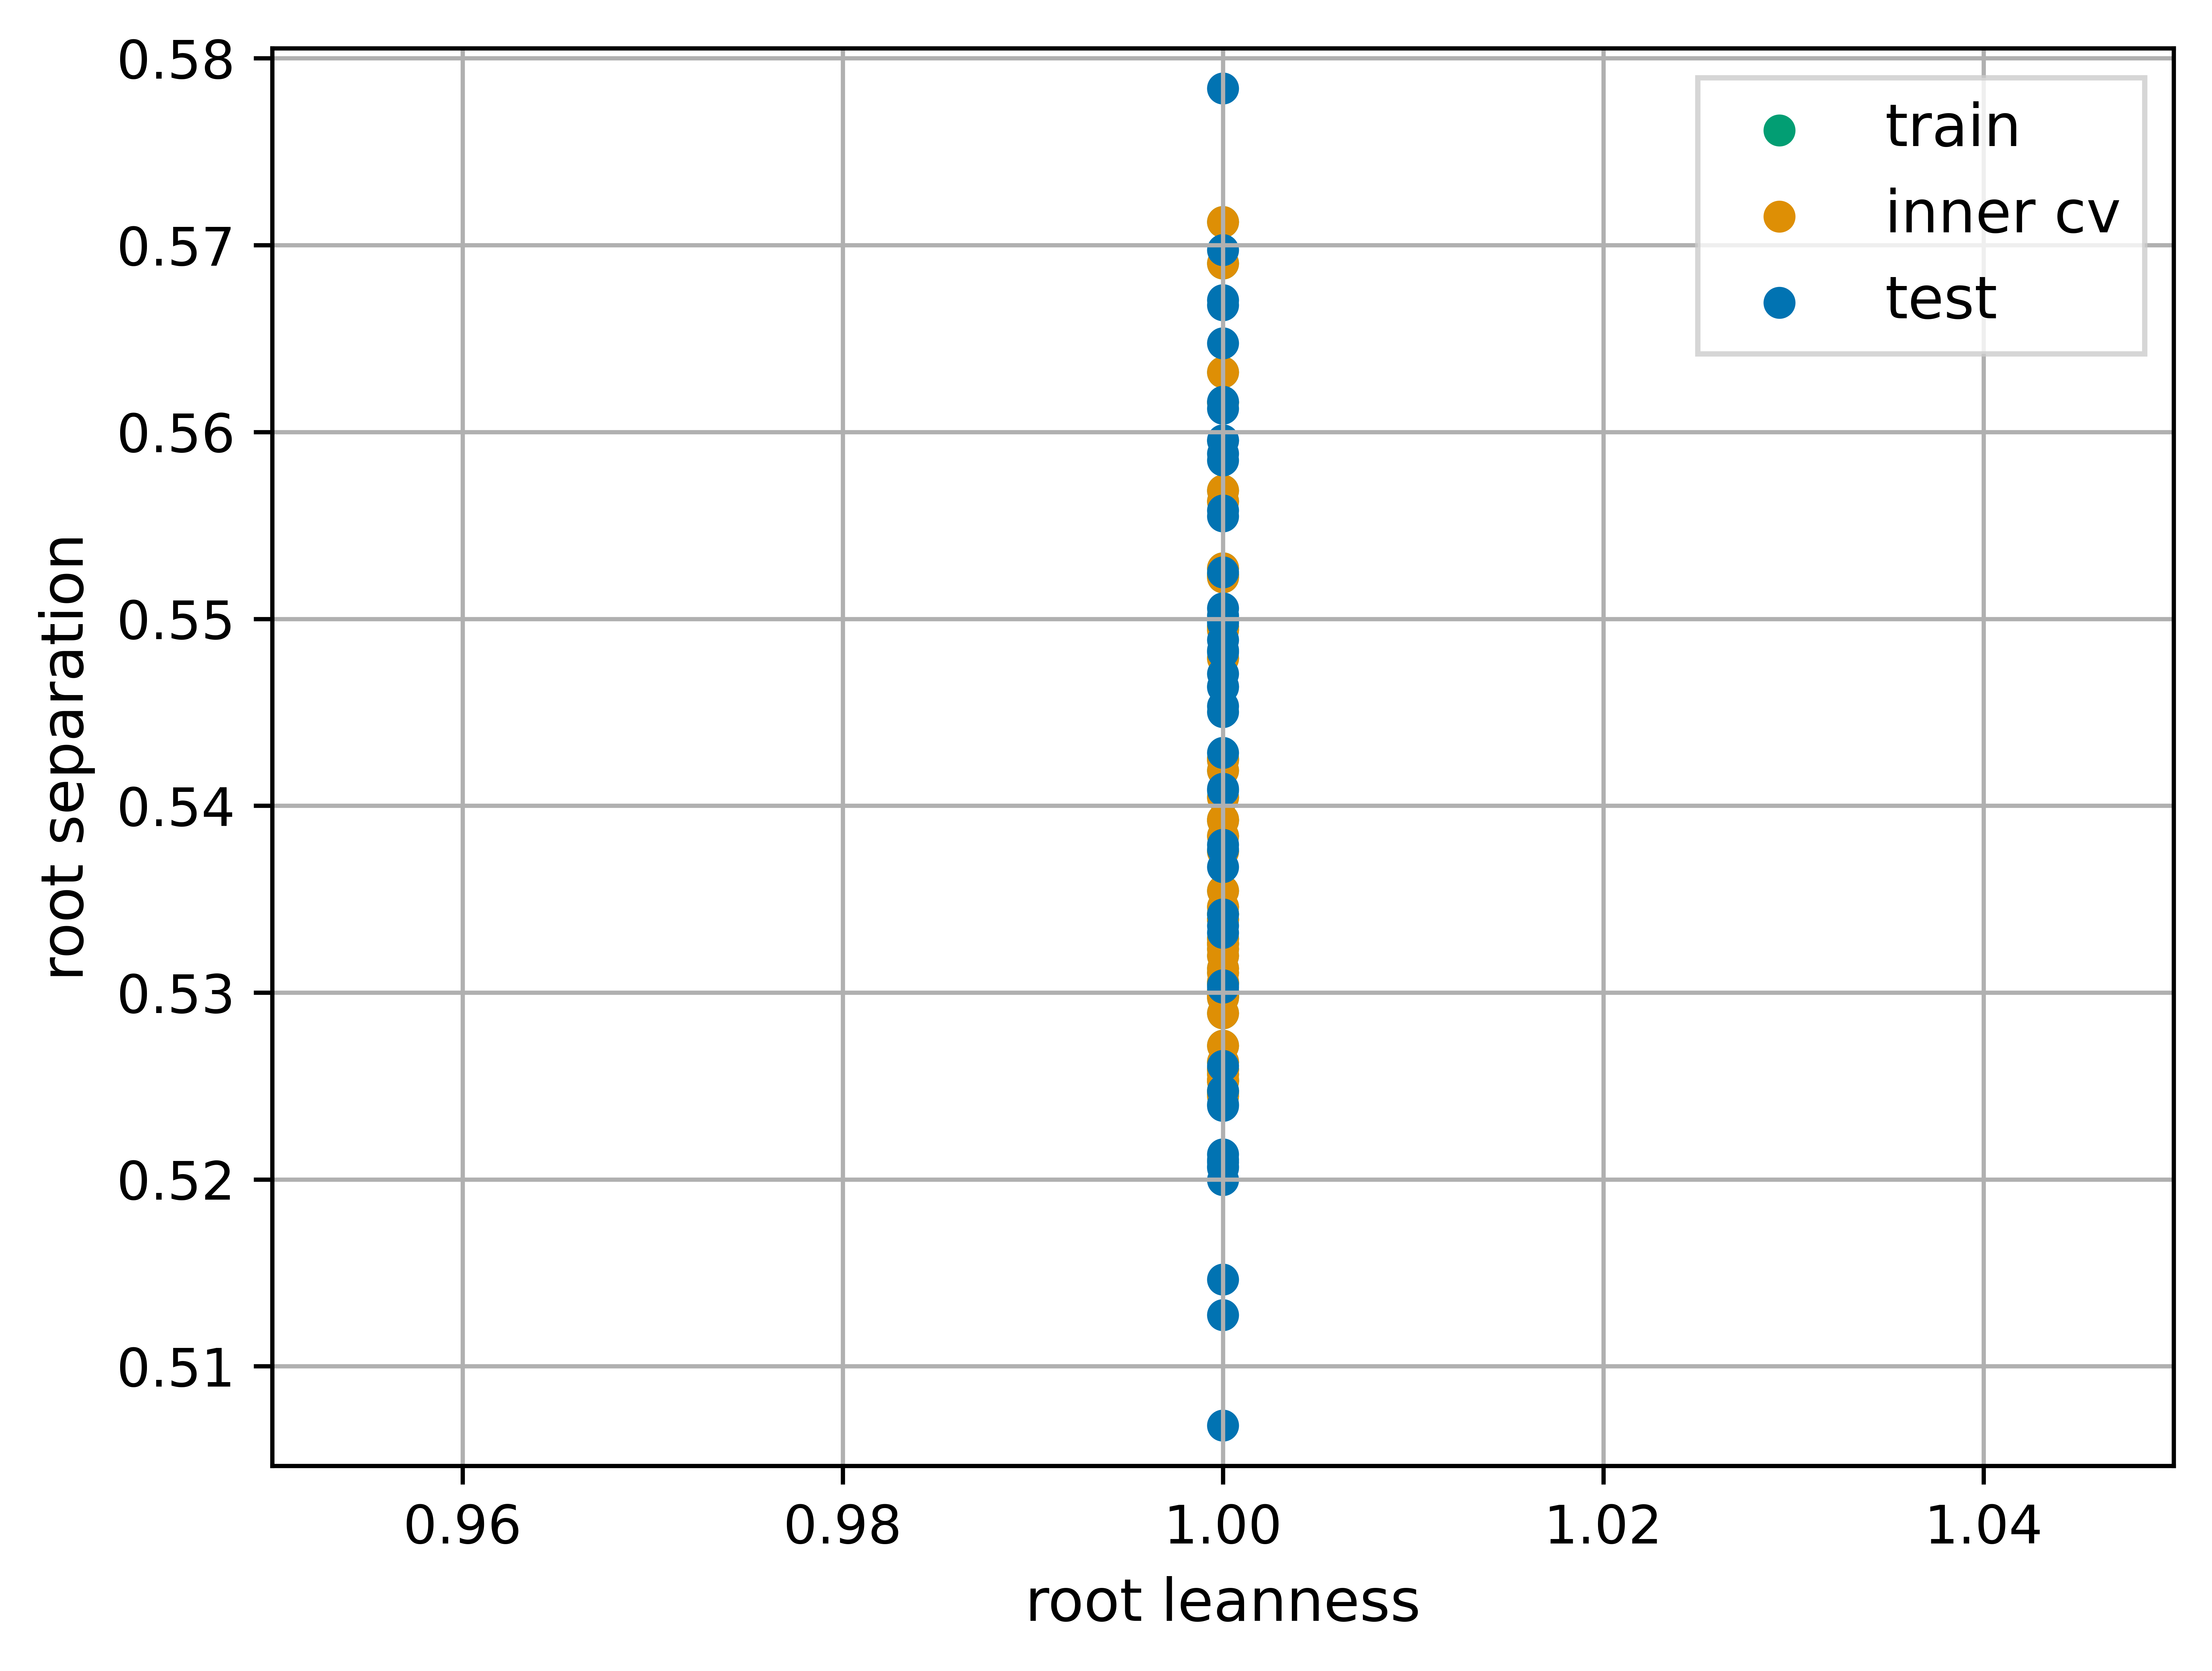 0.58
0.57
0.56
0.55
0.54
0.53
0.52
0.51
root separation
train
inner cv
test
0.96 0.98 1.00 1.02 1.04
root leanness